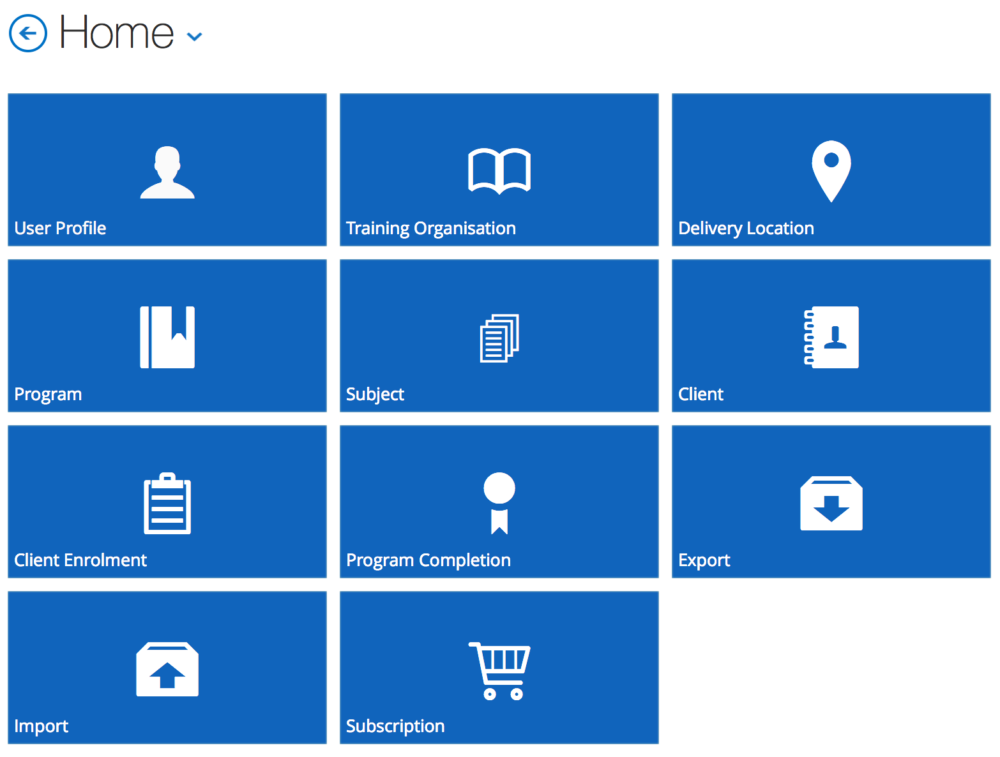 Home
User Profile
Training Organisation
Delivery Location
Program
Subject
Client
Client Enrolment
Program Completion
Export
Import
Subscription